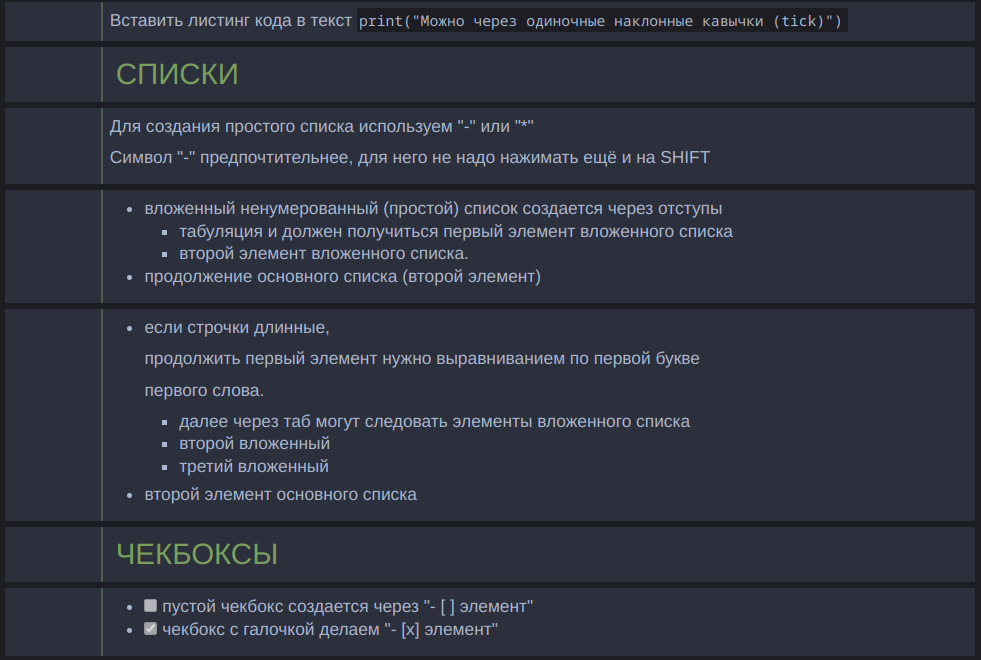 Вставить листинг кода в текст print("Можно через одиночные наклонные кавычки (tick)")
СПИСКИ
Для создания простого списка используем "-" или "*"
Символ "-" предпочтительнее, для него не надо нажимать ещё и на SHIFT
вложенный ненумерованный (простой) список создается через отступы
табуляция и должен получиться первый элемент вложенного списка
второй элемент вложенного списка.
продолжение основного списка (второй элемент)
если строчки длинные,
продолжить первый элемент нужно выравниванием по первой букве
первого слова.
далее через таб могут следовать элементы вложенного списка
второй вложенный
третий вложенный
второй элемент основного списка
ЧЕКБОКСЫ
пустой чекбокс создается через "- [ ] элемент"
чекбокс с галочкой делаем "- [x] элемент"